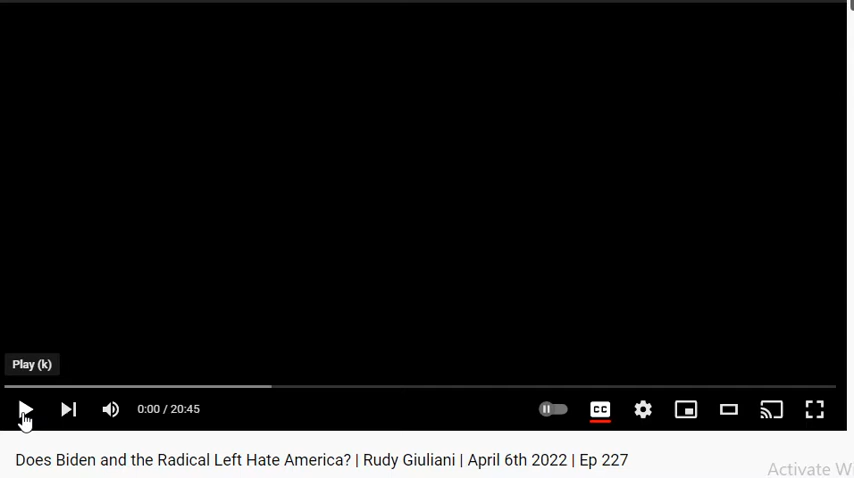 Play (k)
0:00 / 20:45
CC
Does Biden and the Radical Left Hate America? | Rudy Giuliani | April 6th 2022 | Ep 227
Activate W